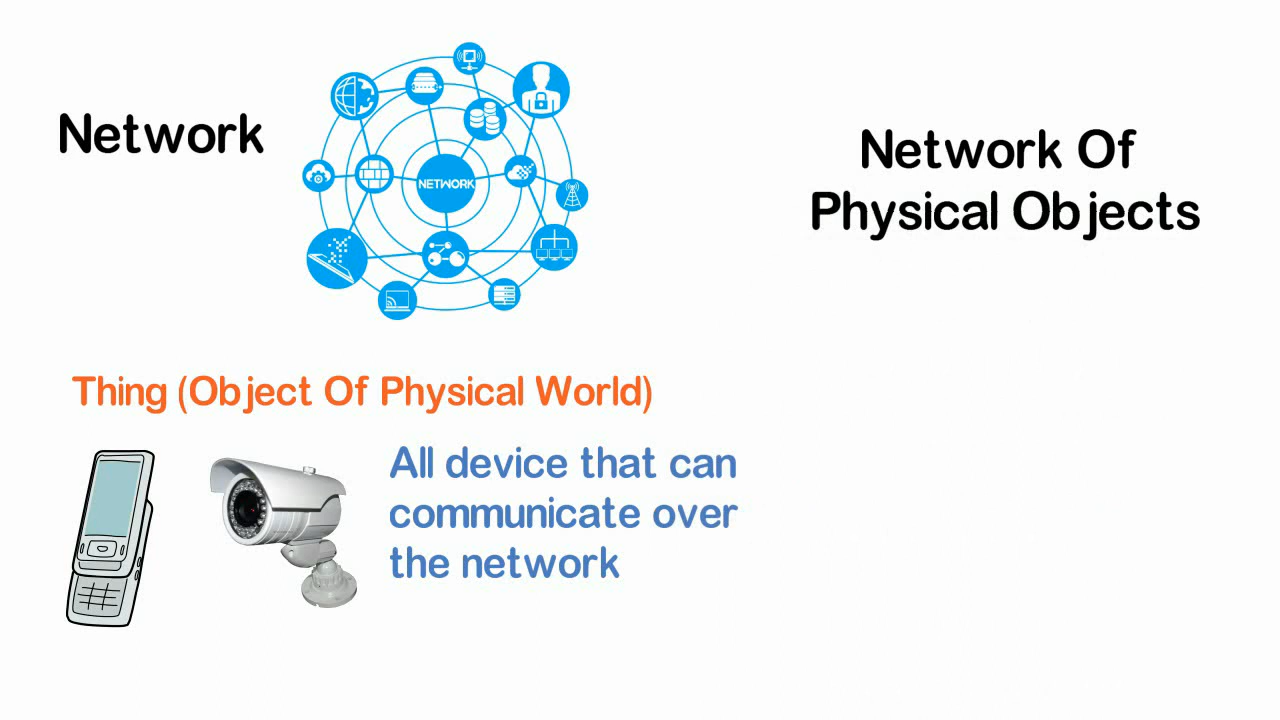 Network
NETWORK
Network Of
Physical Objects
Thing (Object Of Physical World)
All device that can
communicate over
the network